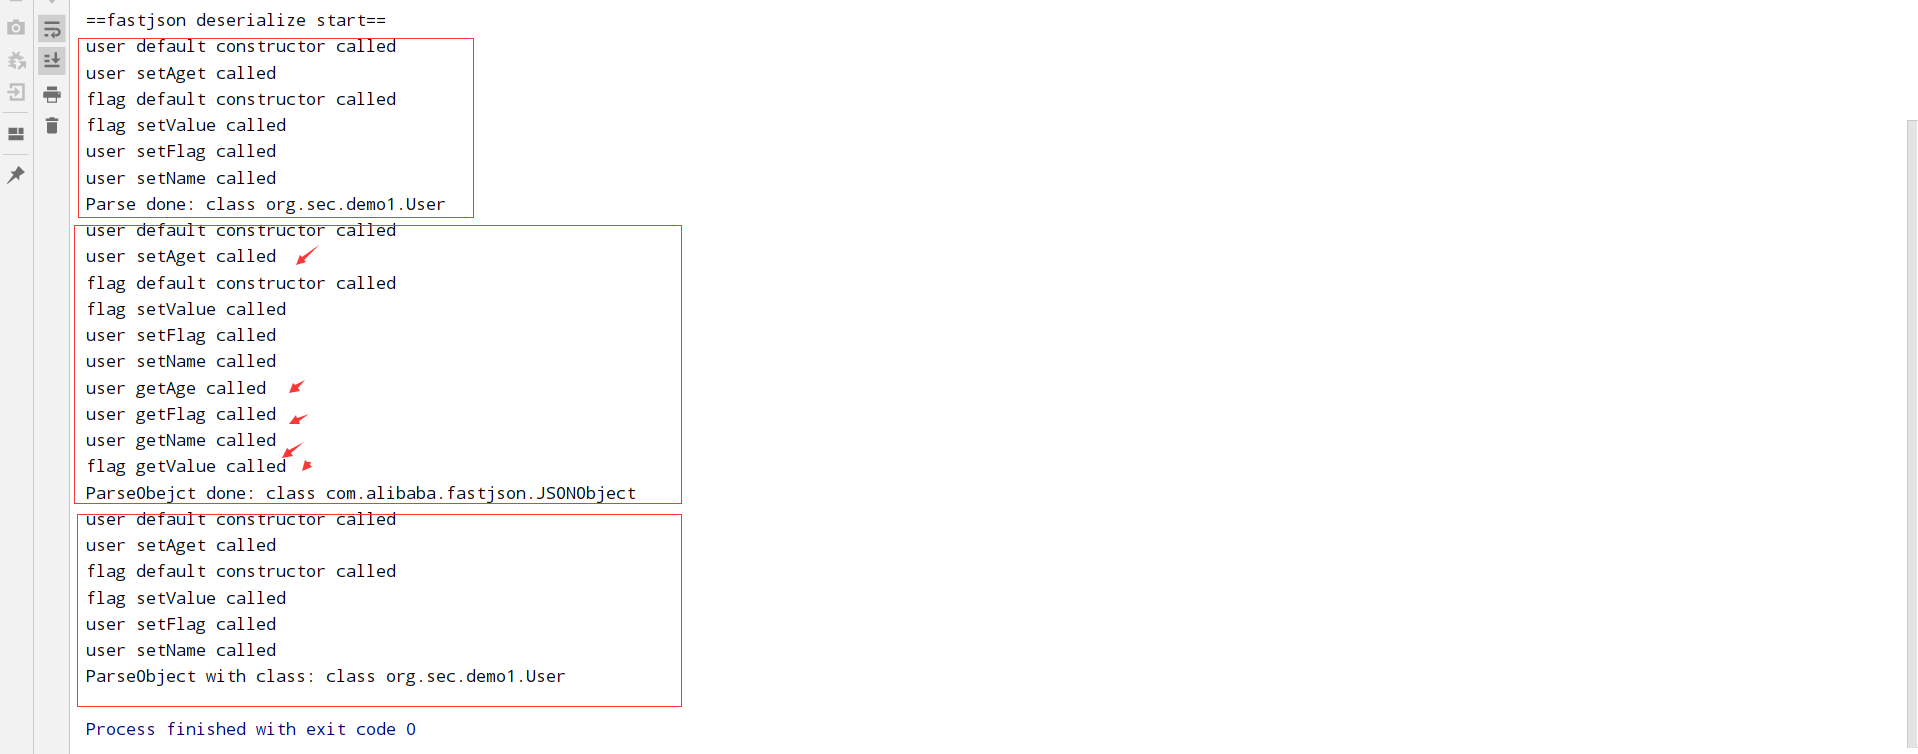 ==fastjson deserialize start==
user default constructor called
user setAget called
flag default constructor called
flag setValue called
user setFlag called
user setName called
Parse done: class org.sec.demo1.User
user default constructor called
user setAget called
flag default constructor called
flag setValue called
user setFlag called
user setName called
user getAge called
user getFlag called
user getName called
flag getValue called
ParseObejct done: class com.alibaba.fastjson.JSONObject
user default constructor called
user setAget called
flag default constructor called
flag setValue called
user setFlag called
user setName called
ParseObject with class: class org.sec.demo1.User
Process finished with exit code 0